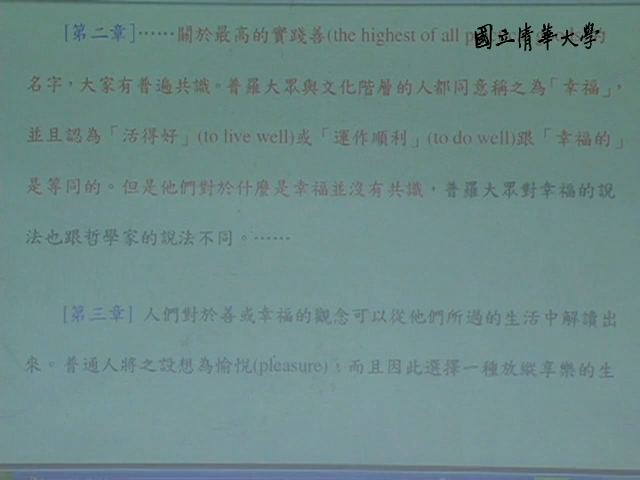 [第二章]……關於最高的實踐善(the highest of all
國立清華大學
名字，大家有普遍共識。普羅大眾與文化階層的人都同意稱之為「幸福」，
並且認為「活得好」(to live well)或「運作順利」(to do well)跟「幸福的」
是等同的。但是他們對於什麼是幸福並沒有共識，普羅大眾對幸福的說
法也跟哲學家的說法不同。……
[第三章] 人們對於善或幸福的觀念可以從他們所過的生活中解讀出
來。普通人將之設想為愉悅(pleasure)，而且因此選擇一種放縱享樂的生